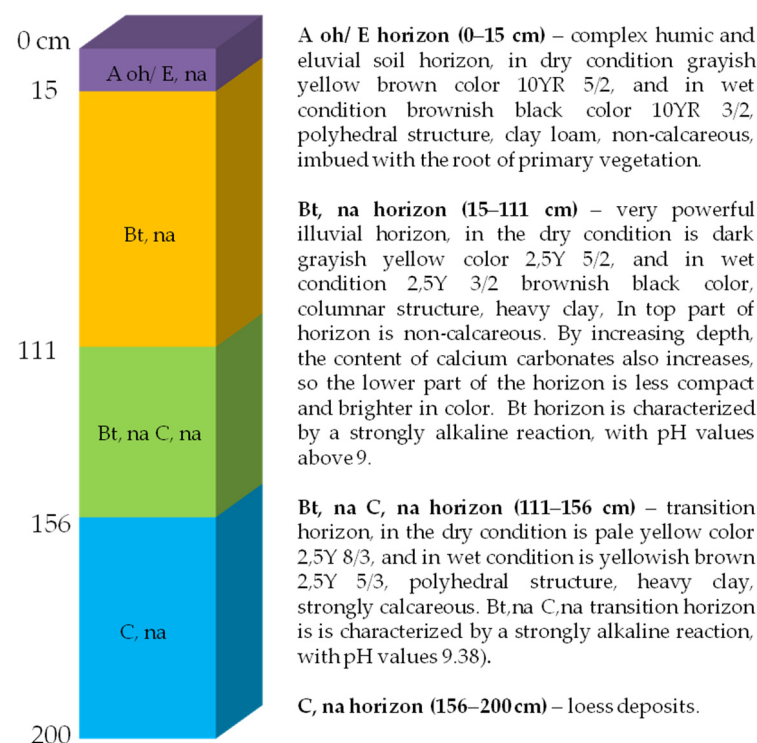 0 cm
A oh/ E, na
15
Bt, na
111
Bt, na C, na
156
C, na
200
A oh/ E horizon (0–15 cm) – complex humic and
eluvial soil horizon, in dry condition grayish
yellow brown color 10YR 5/2, and in wet
condition brownish black color 10YR 3/2,
polyhedral structure, clay loam, non-calcareous,
imbued with the root of primary vegetation.
Bt, na horizon (15–111 cm) – very powerful
illuvial horizon, in the dry condition is dark
grayish yellow color 2,5Y 5/2, and in wet
condition 2,5Y 3/2 brownish black color,
columnar structure, heavy clay, In top part of
horizon is non-calcareous. By increasing depth,
the content of calcium carbonates also increases,
so the lower part of the horizon is less compact
and brighter in color. Bt horizon is characterized
by a strongly alkaline reaction, with pH values
above 9.
Bt, na C, na horizon (111–156 cm) – transition
horizon, in the dry condition is pale yellow color
2,5Y 8/3, and in wet condition is yellowish brown
2,5Y 5/3, polyhedral structure, heavy clay,
strongly calcareous. Bt,na C,na transition horizon
is is characterized by a strongly alkaline reaction,
with pH values 9.38).
C, na horizon (156–200 cm) – loess deposits.